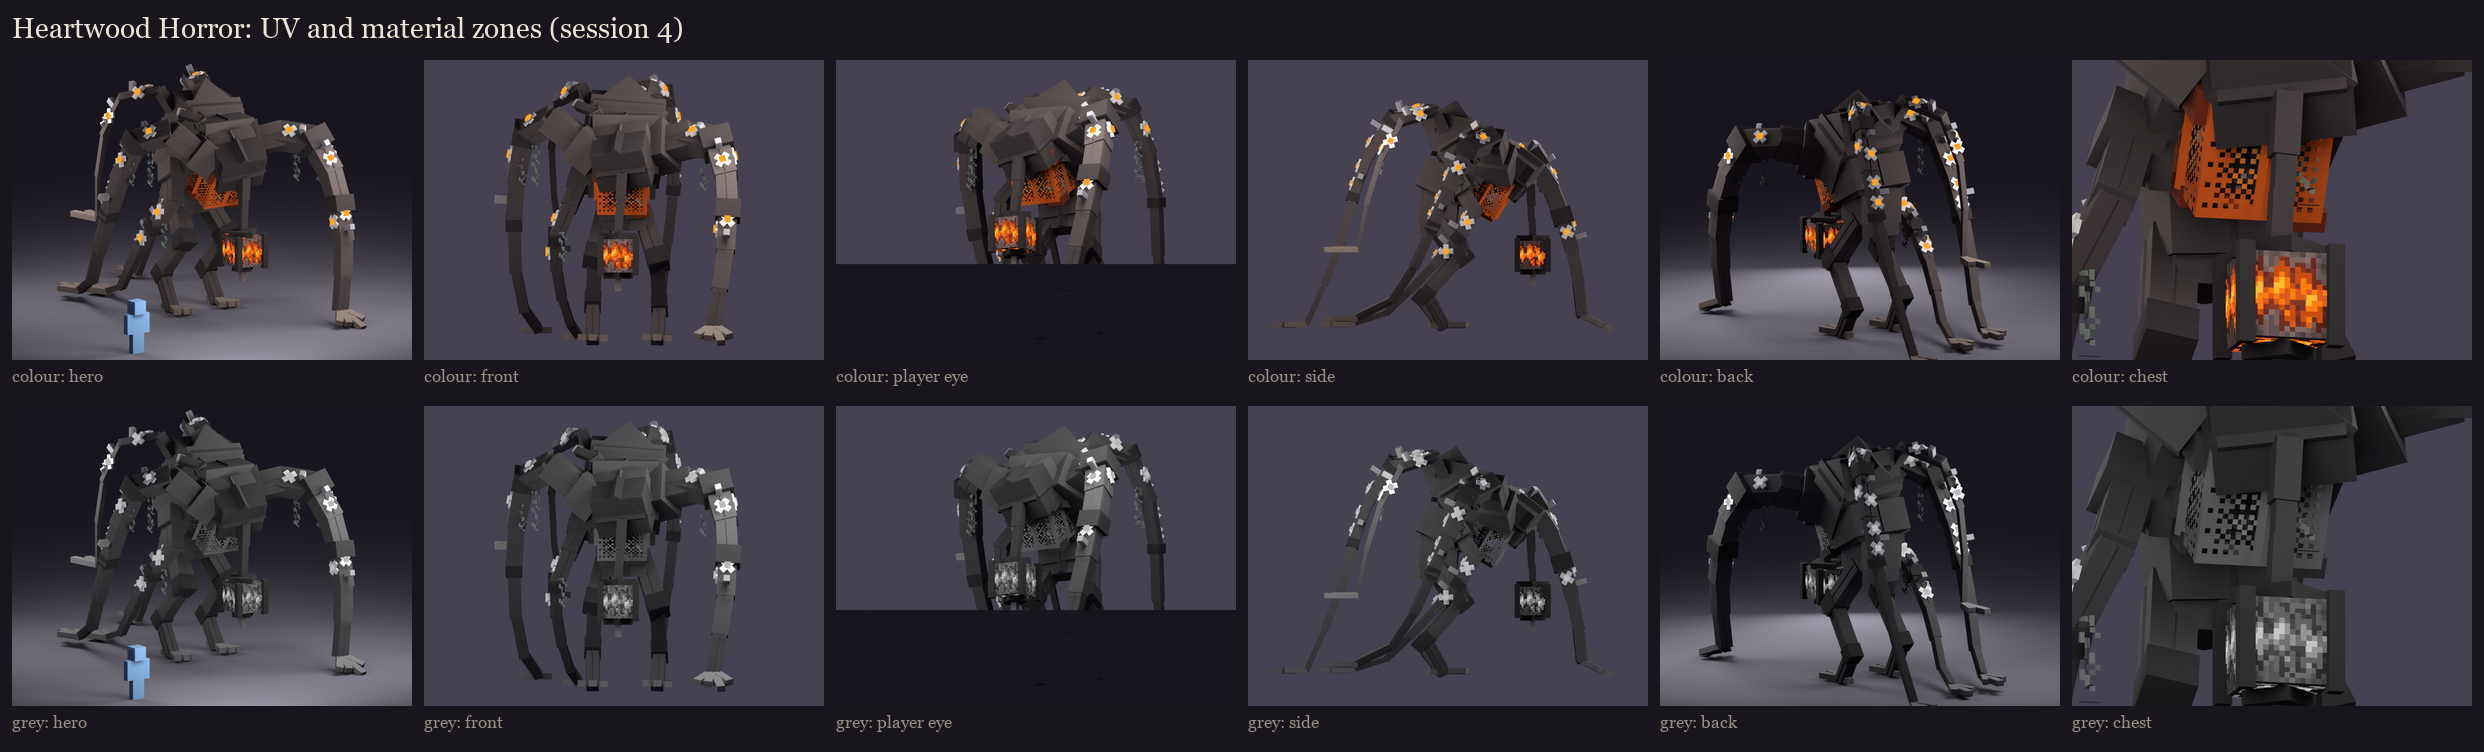 Heartwood Horror: UV and material zones (session 4)
colour: hero
colour: front
colour: player eye
colour: side
colour: back
colour: chest
grey: hero
grey: front
grey: player eye
grey: side
grey: back
grey: chest